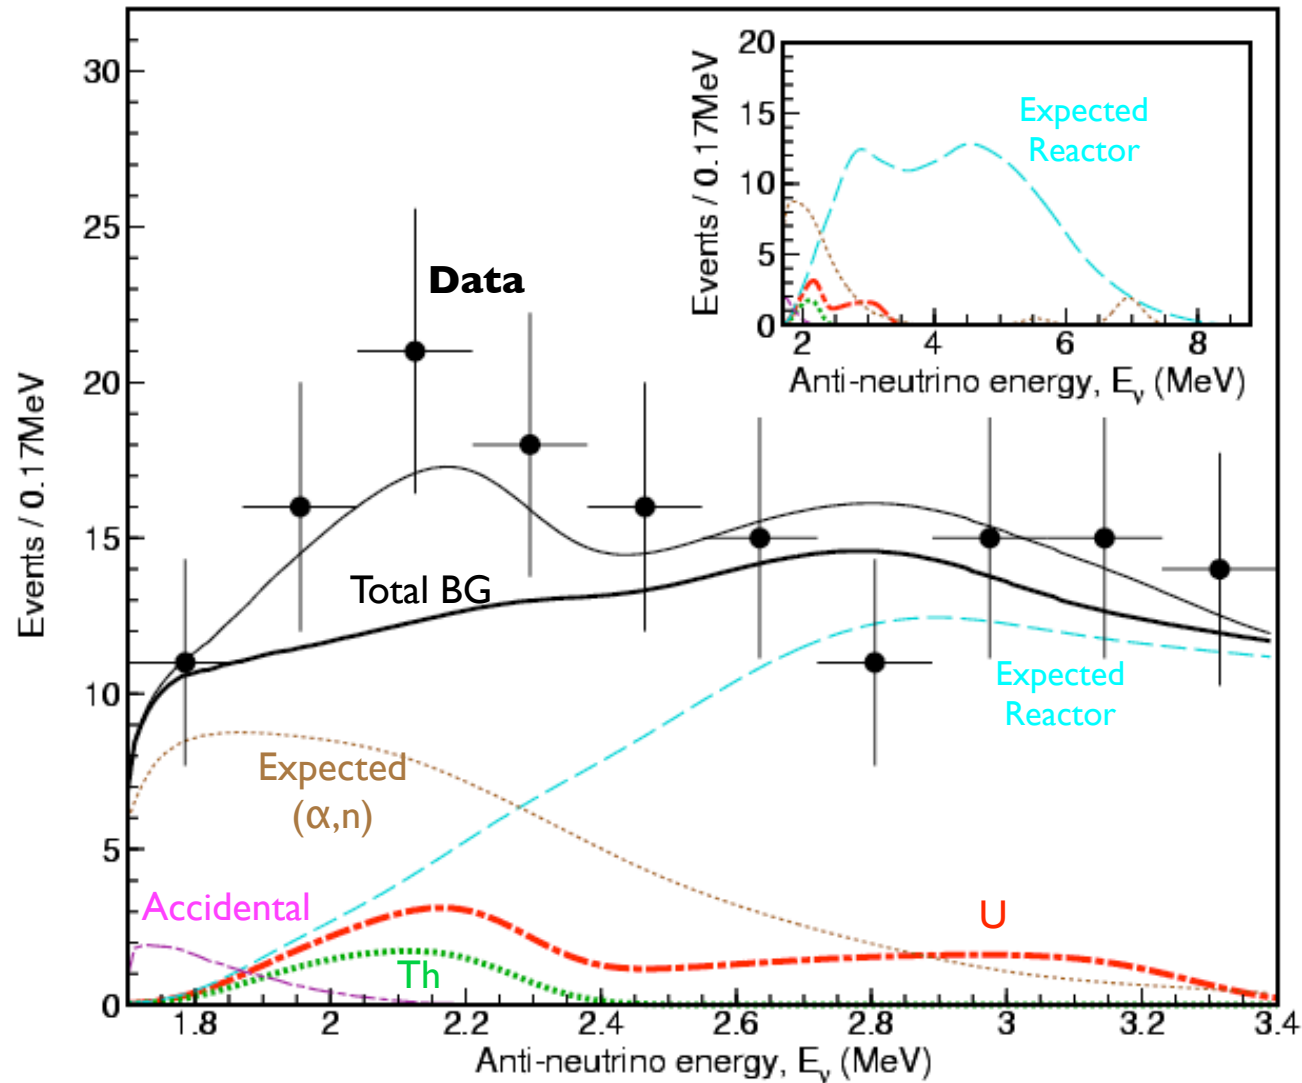 30
25
20
15
10
5
0
Events / 0.17MeV
1.8
2
2.2
2.4
2.6
2.8
3
3.2
3.4
Anti-neutrino energy, Eν (MeV)
Data
Total BG
Expected
(α,n)
Accidental
Th
U
Expected
Reactor
20
15
10
5
0
Events / 0.17MeV
Expected
Reactor
2
4
6
8
Anti-neutrino energy, Eν (MeV)